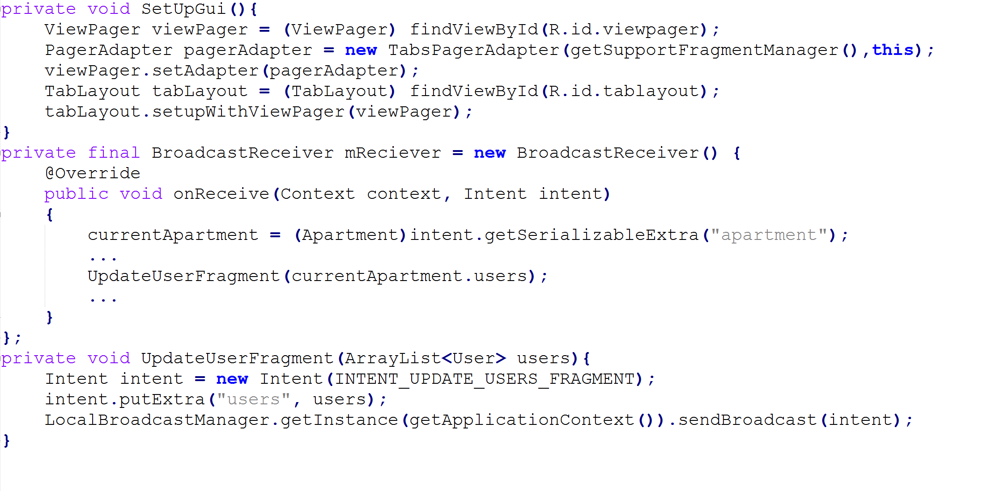 private void SetUpGui(){
    ViewPager viewPager = (ViewPager) findViewById(R.id.viewpager);
    PagerAdapter pagerAdapter = new TabsPagerAdapter(getSupportFragmentManager(),this);
    viewPager.setAdapter(pagerAdapter);
    TabLayout tabLayout = (TabLayout) findViewById(R.id.tablayout);
    tabLayout.setupWithViewPager(viewPager);
}
private final BroadcastReceiver mReciever = new BroadcastReceiver() {
    @Override
    public void onReceive(Context context, Intent intent)
    {
        currentApartment = (Apartment)intent.getSerializableExtra("apartment");
        ...
        UpdateUserFragment(currentApartment.users);
        ...
    }
};
private void UpdateUserFragment(ArrayList<User> users){
    Intent intent = new Intent(INTENT_UPDATE_USERS_FRAGMENT);
    intent.putExtra("users", users);
    LocalBroadcastManager.getInstance(getApplicationContext()).sendBroadcast(intent);
}